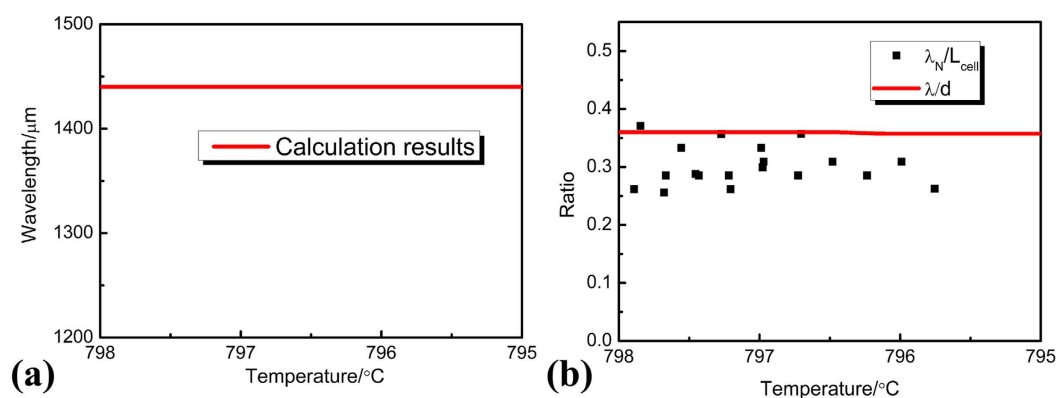 1500
1400
1300
1200
Wavelength/μm
Calculation results
798
797
796
795
Temperature/°C
(a)
0.5
0.4
0.3
0.2
0.1
0.0
Ratio
λN/Lcell
λ/d
798
797
796
795
Temperature/°C
(b)